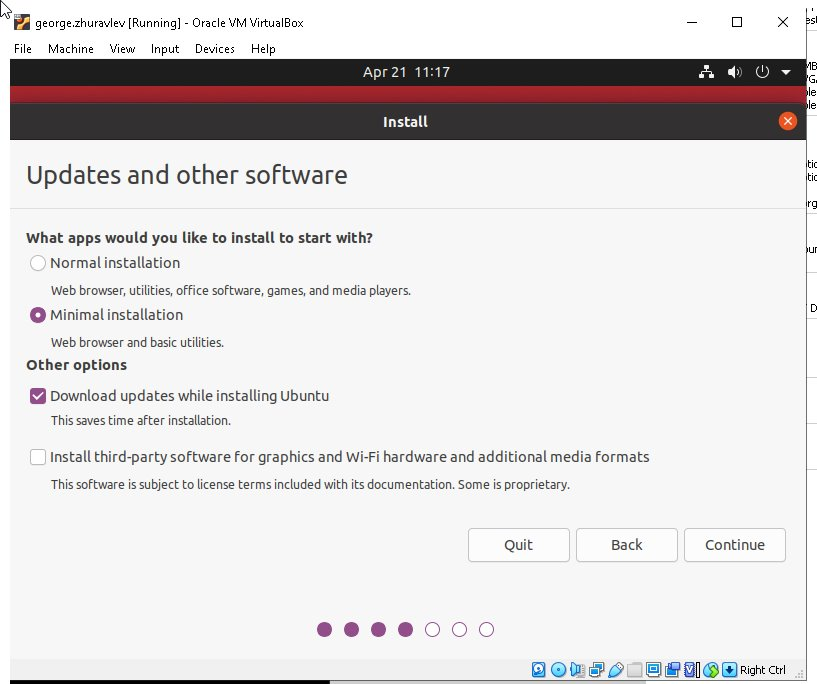 george.zhuravlev [Running] - Oracle VM VirtualBox
File Machine View Input Devices Help
Apr 21 11:17
Install
Updates and other software
What apps would you like to install to start with?
Normal installation
Web browser, utilities, office software, games, and media players.
Minimal installation
Web browser and basic utilities.
Other options
Download updates while installing Ubuntu
This saves time after installation.
Install third-party software for graphics and Wi-Fi hardware and additional media formats
This software is subject to license terms included with its documentation. Some is proprietary.
Quit Back Continue
Right Ctrl